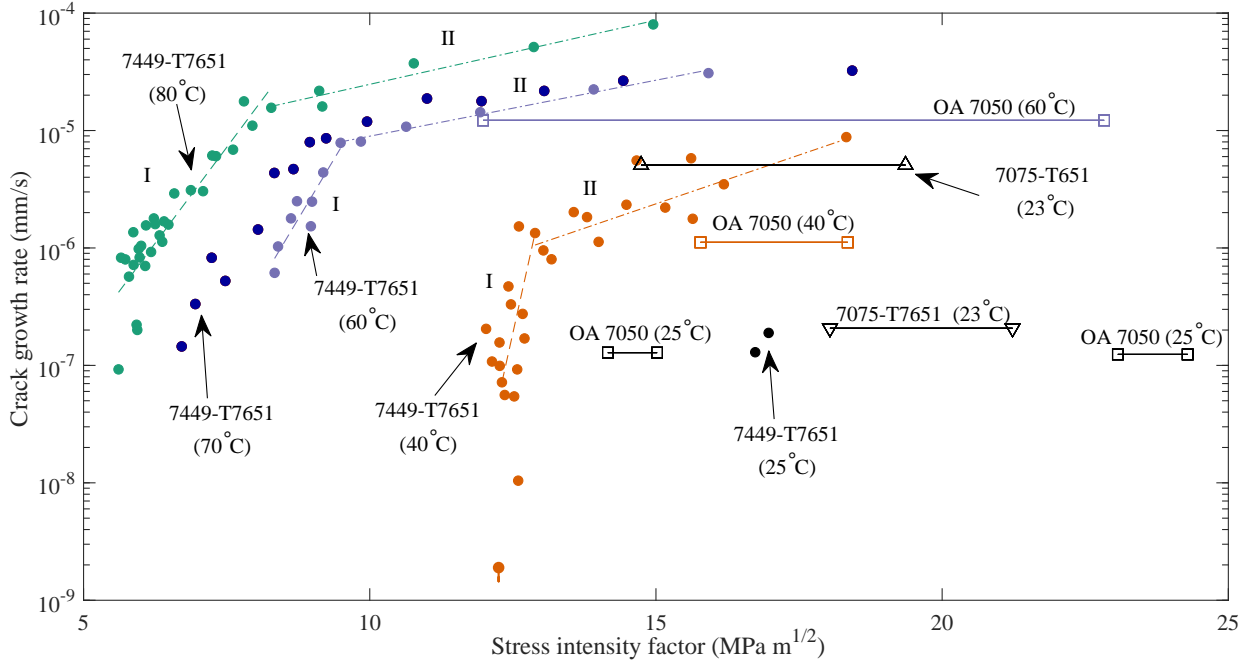 10^-4
II
7449-T7651
(80°C)
II
OA 7050 (60°C)
10^-5
I
7075-T651
(23°C)
II
I
OA 7050 (40°C)
10^-6
I
7449-T7651
(60°C)
OA 7050 (25°C)
7075-T7651 (23°C)
OA 7050 (25°C)
10^-7
7449-T7651
(70°C)
7449-T7651
(40°C)
7449-T7651
(25°C)
10^-8
10^-9
Crack growth rate (mm/s)
5
10
15
20
25
Stress intensity factor (MPa m^1/2)